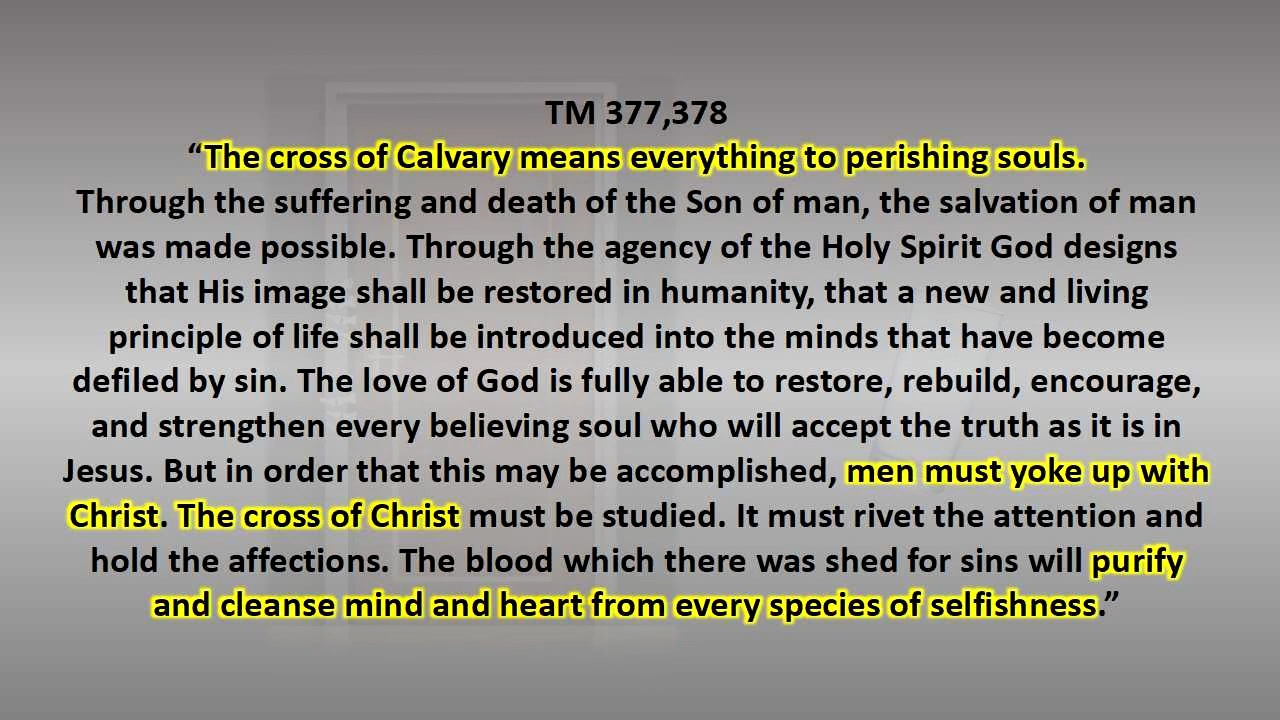 TM 377,378
“The cross of Calvary means everything to perishing souls.
Through the suffering and death of the Son of man, the salvation of man
was made possible. Through the agency of the Holy Spirit God designs
that His image shall be restored in humanity, that a new and living
principle of life shall be introduced into the minds that have become
defiled by sin. The love of God is fully able to restore, rebuild, encourage,
and strengthen every believing soul who will accept the truth as it is in
Jesus. But in order that this may be accomplished, men must yoke up with
Christ. The cross of Christ must be studied. It must rivet the attention and
hold the affections. The blood which there was shed for sins will purify
and cleanse mind and heart from every species of selfishness.”